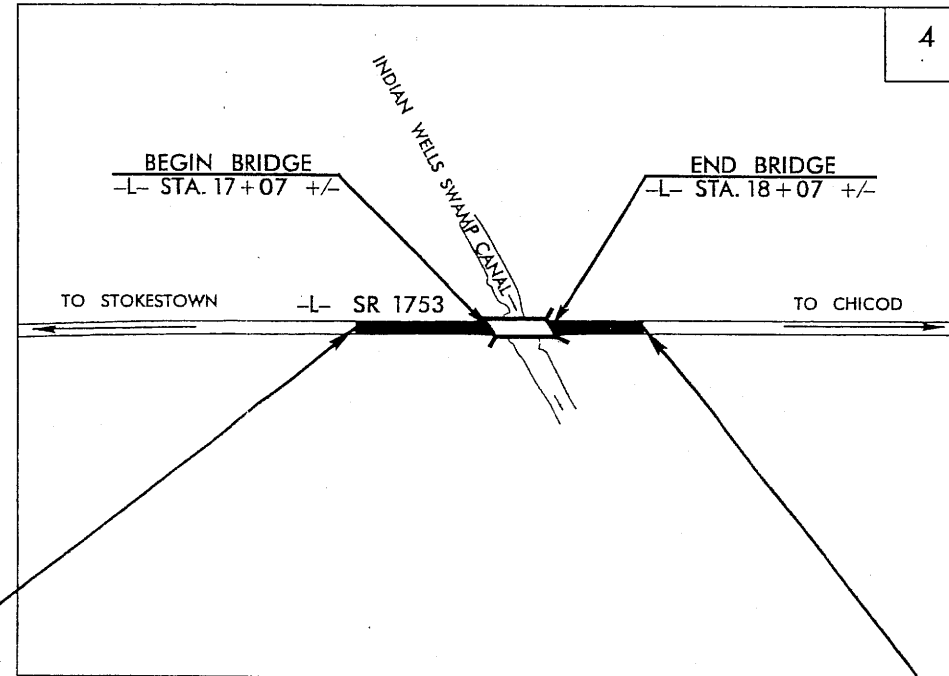 4
INDIAN WELLS SWAMP CANAL
BEGIN BRIDGE
-L- STA. 17+07 +/-
END BRIDGE
-L- STA. 18+07 +/-
TO STOKESTOWN
-L- SR 1753
TO CHICOD